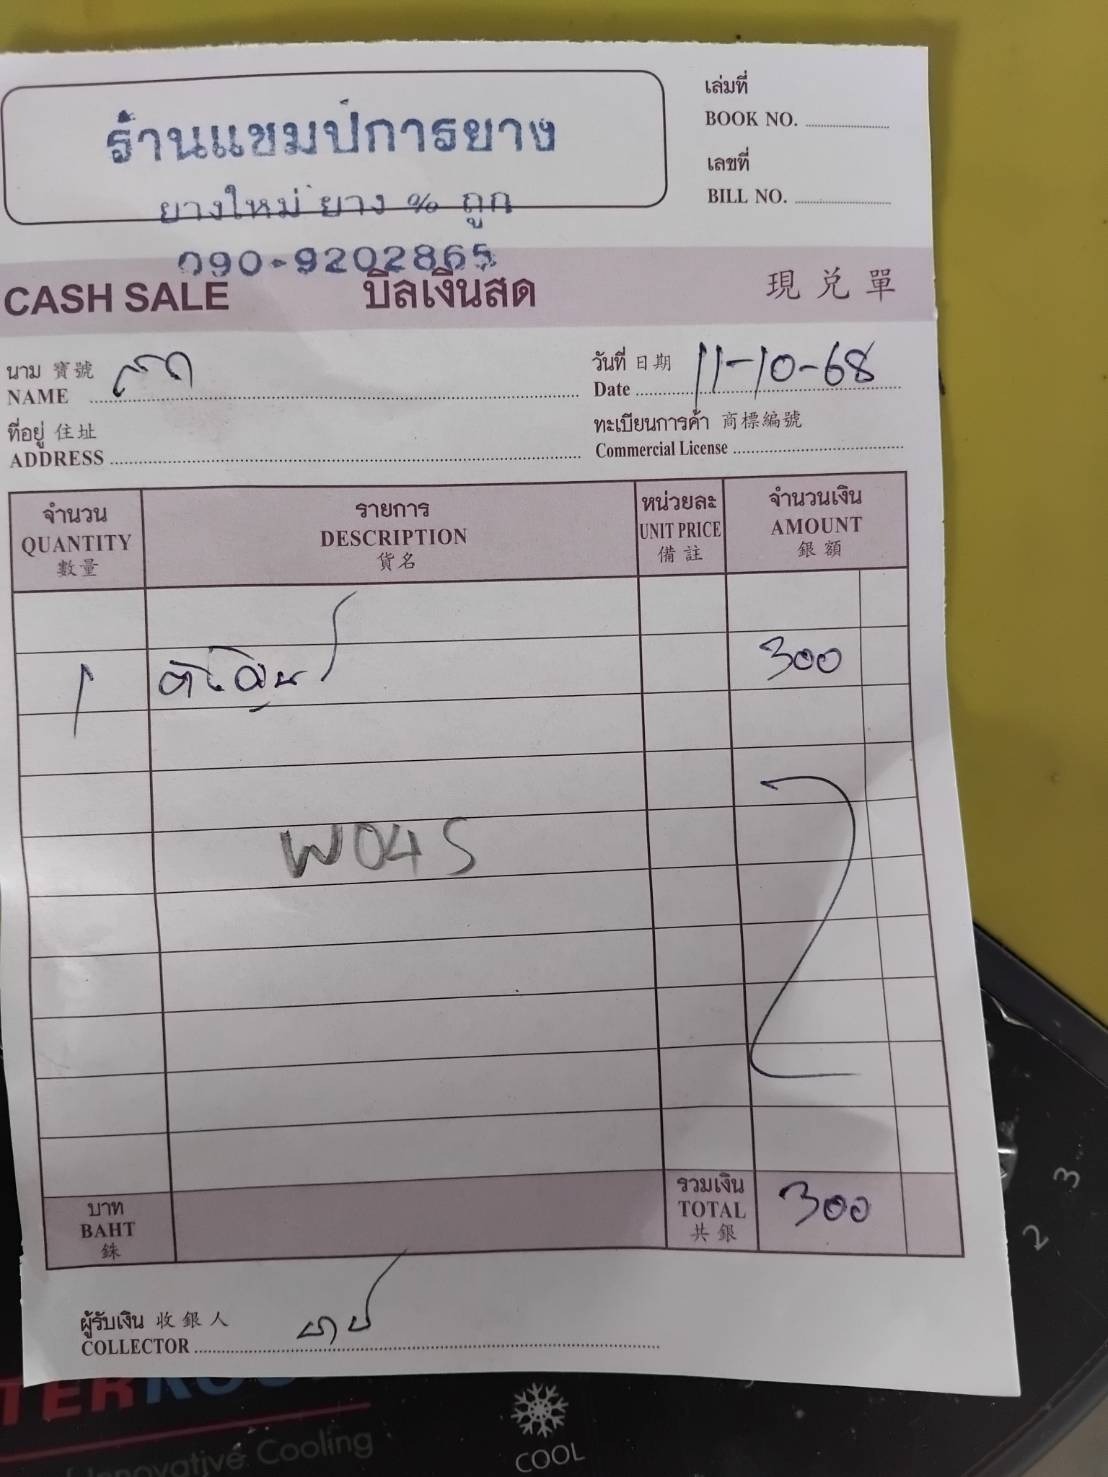 ร้านแชมป์การยาง
ยางใหม่ ยาง % ถูก
090-9202865
เล่มที่
BOOK NO.
เลขที่
BILL NO.
CASH SALE บิลเงินสด 現兌單
นาม 寶號
NAME
วันที่ 日期
Date 11-10-68
ที่อยู่ 住址
ADDRESS
ทะเบียนการค้า 商標編號
Commercial License
จำนวน รายการ หน่วยละ จำนวนเงิน
QUANTITY DESCRIPTION UNIT PRICE AMOUNT
數量 貨名 備註 銀額
1 300
W04S
บาท รวมเงิน
BAHT TOTAL 300
銖 共銀
ผู้รับเงิน 收銀人
COLLECTOR
TERKOO
Innovative Cooling
COOL
2
3